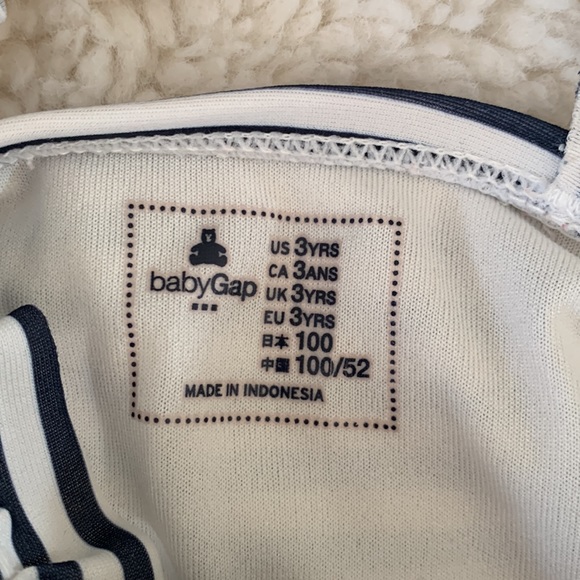 babyGap
US 3YRS
CA 3ANS
UK 3YRS
EU 3YRS
日本 100
中国 100/52
MADE IN INDONESIA